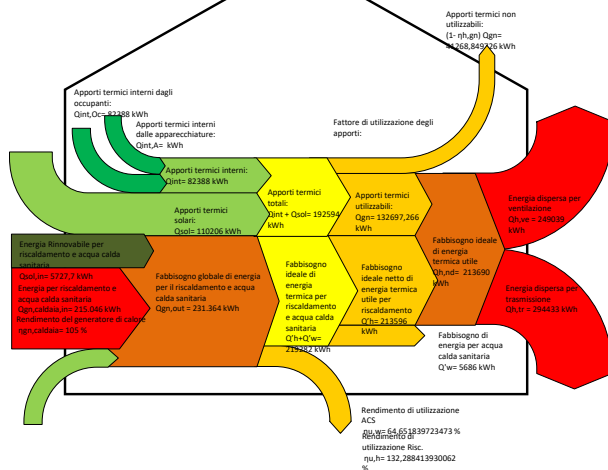 Apporti termici non
utilizzabili:
(1- ηh,gn) Qgn=
41268,849726 kWh
Apporti termici interni dagli
occupanti:
Qint,Oc= 82388 kWh
Apporti termici interni
dalle apparecchiature:
Qint,A= kWh
Fattore di utilizzazione degli
apporti:
Apporti termici interni:
Qint= 82388 kWh
Apporti termici
solari:
Qsol= 110206 kWh
Apporti termici
totali:
Qint + Qsol= 192594
kWh
Apporti termici
utilizzabili:
Qgn= 132697,266
kWh
Fabbisogno ideale
di energia
termica utile
Qh,nd= 213690
kWh
Energia dispersa per
ventilazione
Qh,ve = 249039
kWh
Energia Rinnovabile per
riscaldamento e acqua calda
sanitaria
Qsol,in= 5727,7 kWh
Energia per riscaldamento e
acqua calda sanitaria
Qgn,caldaia,in= 215.046 kWh
Rendimento del generatore di calore
ηgn,caldaia= 105 %
Fabbisogno globale di energia
per il riscaldamento e acqua
calda sanitaria
Qgn,out = 231.364 kWh
Fabbisogno
ideale di
energia
termica per
riscaldamento
e acqua calda
sanitaria
Q'h+Q'w=
219282 kWh
Fabbisogno
ideale netto di
energia termica
utile per
riscaldamento
Q'h= 213596
kWh
Energia dispersa per
trasmissione
Qh,tr = 294433 kWh
Fabbisogno di
energia per acqua
calda sanitaria
Q'w= 5686 kWh
Rendimento di utilizzazione
ACS
ηu,w= 64,651839723473 %
Rendimento di
utilizzazione Risc.
ηu,h= 132,288413930062
%